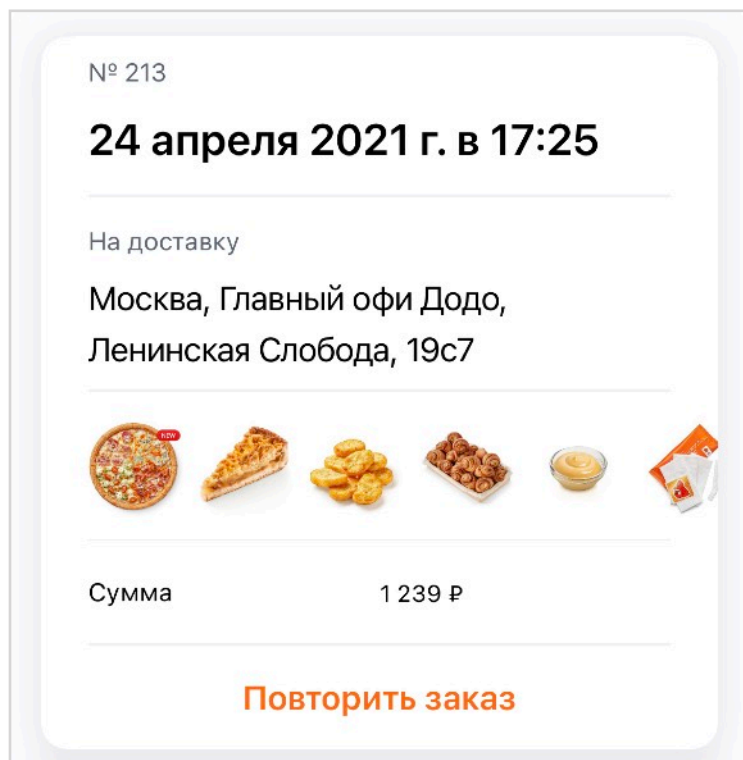 № 213
24 апреля 2021 г. в 17:25
На доставку
Москва, Главный офи Додо,
Ленинская Слобода, 19с7
NEW
Сумма 1 239 ₽
Повторить заказ